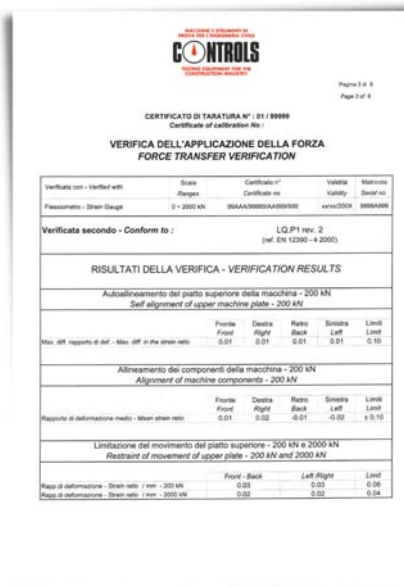 MACCHINE E STRUMENTI DI
PROVA PER L'INGEGNERIA CIVILE
CONTROLS
TESTING EQUIPMENT FOR THE
CONSTRUCTION INDUSTRY
Pagina 3 di 8
Page 3 of 8
CERTIFICATO DI TARATURA N° : 01 / 99999
Certificate of calibration No :
VERIFICA DELL'APPLICAZIONE DELLA FORZA
FORCE TRANSFER VERIFICATION
Verificata con - Verified with Scala Certificato n° Validità Matricola
Ranges Certificate no. Validity Serial no.
Flessiometro - Strain Gauge 0 ÷ 2000 kN 99AAA/99999/AA999/999 xx/xx/200X 9999A999
Verificata secondo - Conform to : LQ.P1 rev. 2
(ref. EN 12390 - 4 2000)
RISULTATI DELLA VERIFICA - VERIFICATION RESULTS
Autoallineamento del piatto superiore della macchina - 200 kN
Self alignment of upper machine plate - 200 kN
Fronte Destra Retro Sinistra Limiti
Front Right Back Left Limit
Max. diff. rapporto di def. - Max. diff. in the strain ratio 0.01 0.01 0.01 0.01 0.10
Allineamento dei componenti della macchina - 200 kN
Alignment of machine components - 200 kN
Fronte Destra Retro Sinistra Limiti
Front Right Back Left Limit
Rapporto di deformazione medio - Mean strain ratio 0.01 0.02 -0.01 -0.02 ± 0.10
Limitazione del movimento del piatto superiore - 200 kN e 2000 kN
Restraint of movement of upper plate - 200 kN and 2000 kN
Front - Back Left /Right Limit
Rapp.di deformazione - Strain ratio / mm - 200 kN 0.03 0.03 0.06
Rapp.di deformazione - Strain ratio / mm - 2000 kN 0.02 0.02 0.04